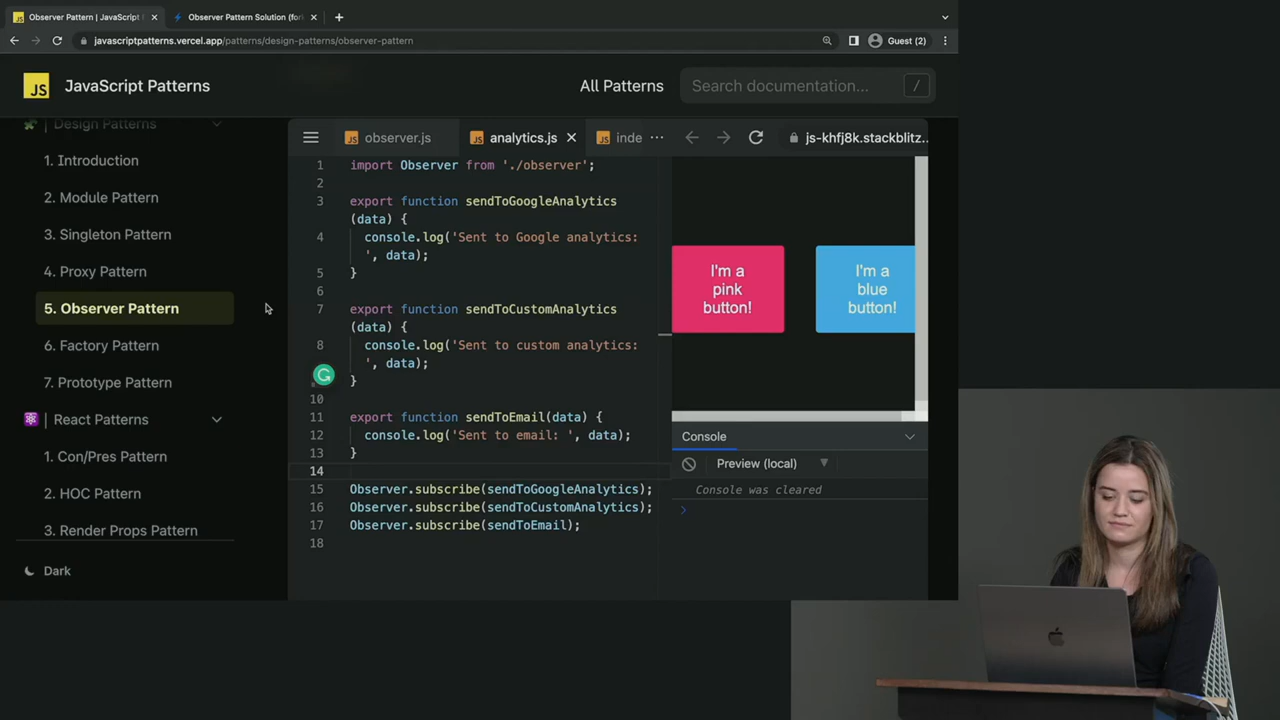 JS Observer Pattern | JavaScript
Observer Pattern Solution (for
javascriptpatterns.vercel.app/patterns/design-patterns/observer-pattern
Guest (2)
JS JavaScript Patterns
All Patterns
Search documentation...
/
Design Patterns
1. Introduction
2. Module Pattern
3. Singleton Pattern
4. Proxy Pattern
5. Observer Pattern
6. Factory Pattern
7. Prototype Pattern
| React Patterns
1. Con/Pres Pattern
2. HOC Pattern
3. Render Props Pattern
Dark
JS observer.js
JS analytics.js
JS inde
js-khfj8k.stackblitz...
1 import Observer from './observer';
2
3 export function sendToGoogleAnalytics
(data) {
4 console.log('Sent to Google analytics:
', data);
5 }
6
7 export function sendToCustomAnalytics
(data) {
8 console.log('Sent to custom analytics:
', data);
}
10
11 export function sendToEmail(data) {
12 console.log('Sent to email: ', data);
13 }
14
15 Observer.subscribe(sendToGoogleAnalytics);
16 Observer.subscribe(sendToCustomAnalytics);
17 Observer.subscribe(sendToEmail);
18
I'm a
pink
button!
I'm a
blue
button!
Console
Preview (local)
Console was cleared